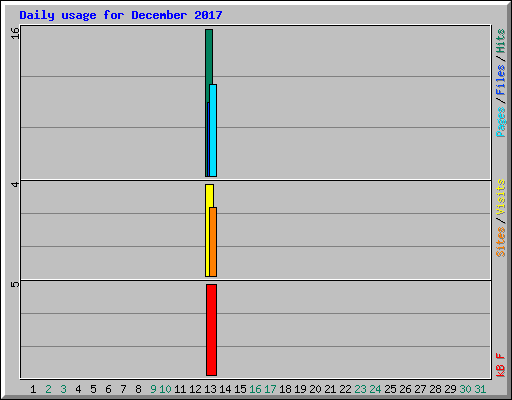 Daily usage for December 2017
16
4
5
Pages/Files/Hits
Sites/Visits
kB F
1 2 3 4 5 6 7 8 9 10 11 12 13 14 15 16 17 18 19 20 21 22 23 24 25 26 27 28 29 30 31